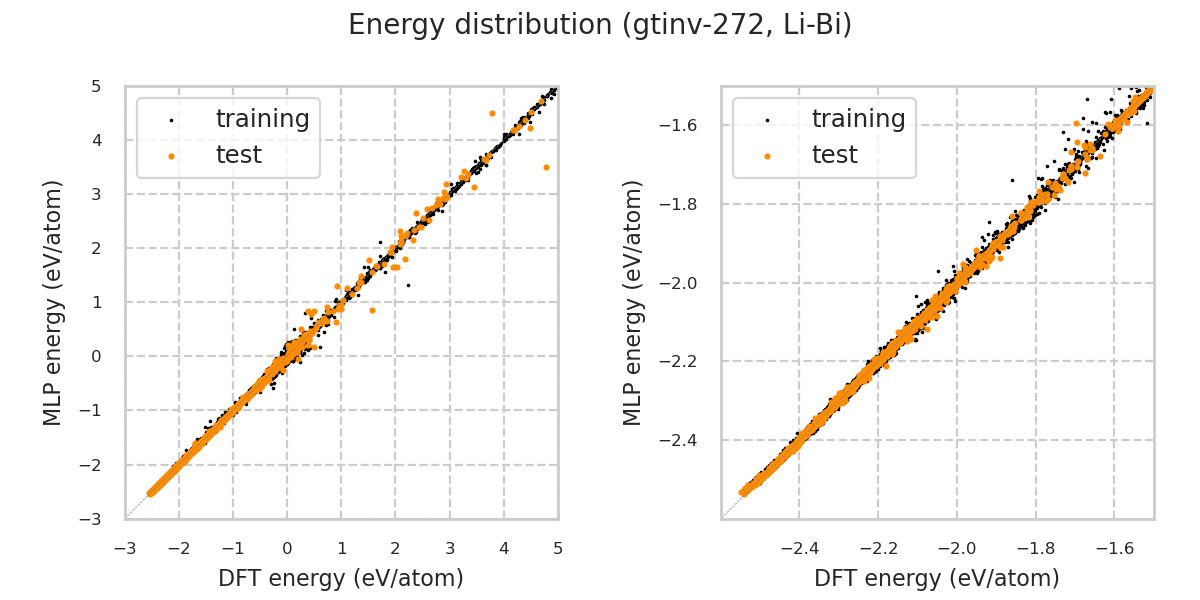 Energy distribution (gtinv-272, Li-Bi)
training
test
5
4
3
2
1
0
−1
−2
−3
MLP energy (eV/atom)
−3 −2 −1 0 1 2 3 4 5
DFT energy (eV/atom)
training
test
−1.6
−1.8
−2.0
−2.2
−2.4
MLP energy (eV/atom)
−2.4 −2.2 −2.0 −1.8 −1.6
DFT energy (eV/atom)